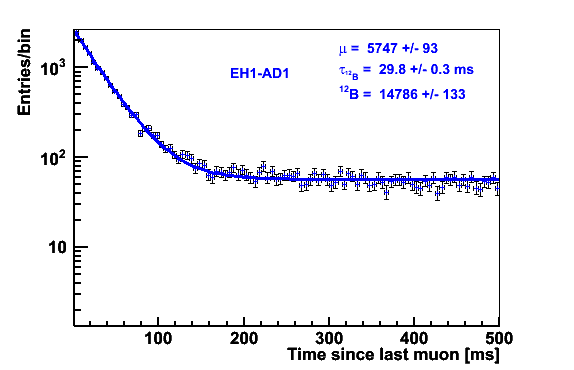 Entries/bin
10³
10²
10
EH1-AD1
μ = 5747 +/- 93
τ₁₂B = 29.8 +/- 0.3 ms
¹²B = 14786 +/- 133
100 200 300 400 500
Time since last muon [ms]